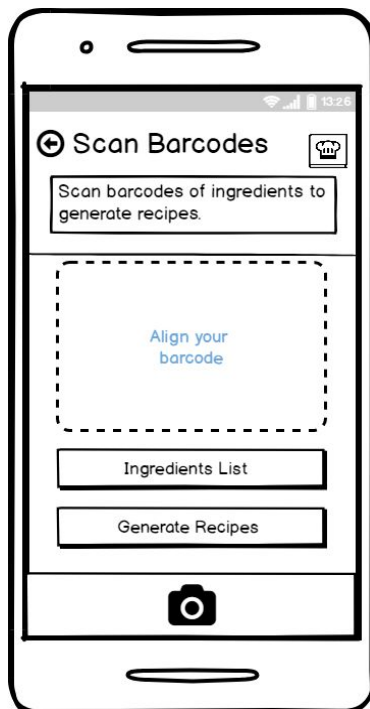 13:26
Scan Barcodes
Scan barcodes of ingredients to
generate recipes.
Align your
barcode
Ingredients List
Generate Recipes